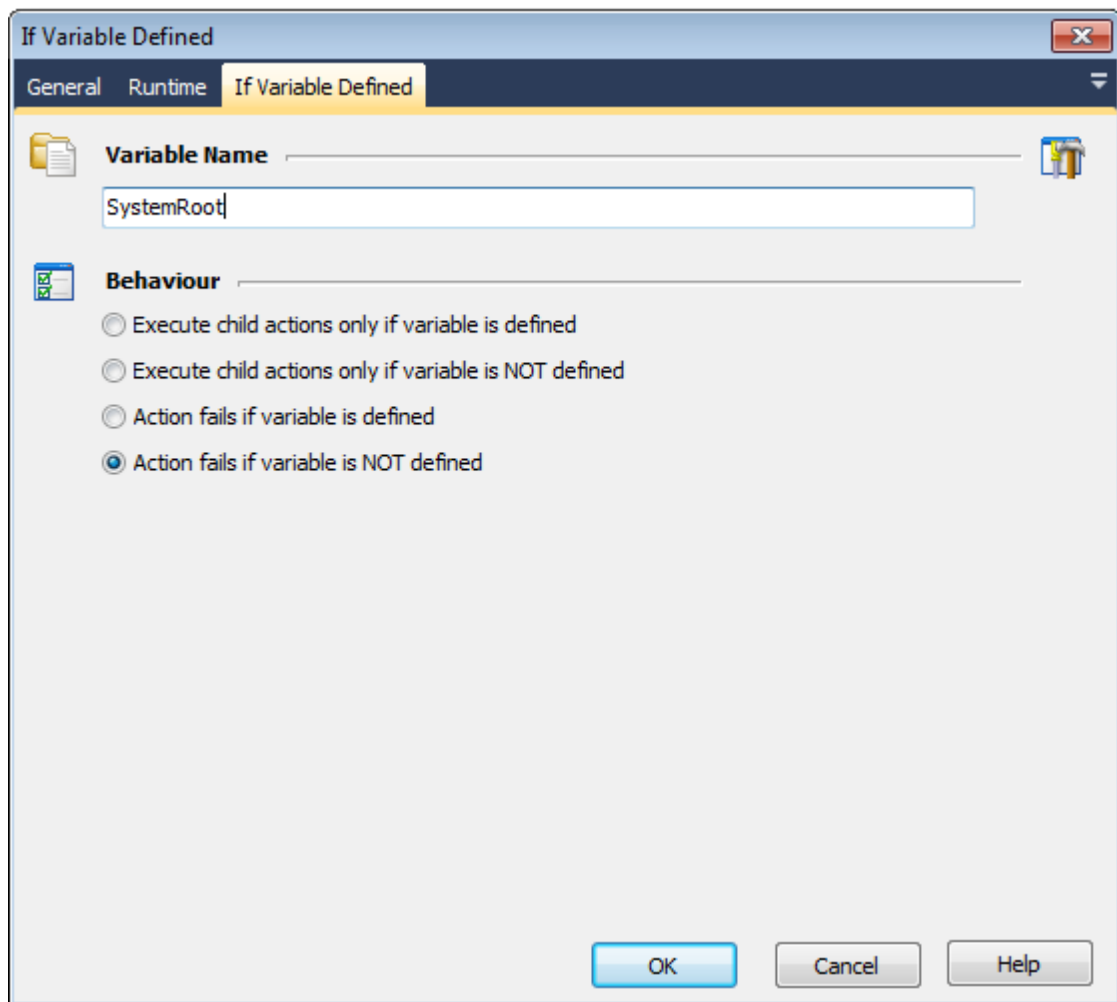 If Variable Defined
General Runtime If Variable Defined
Variable Name
SystemRoot
Behaviour
Execute child actions only if variable is defined
Execute child actions only if variable is NOT defined
Action fails if variable is defined
Action fails if variable is NOT defined
OK Cancel Help